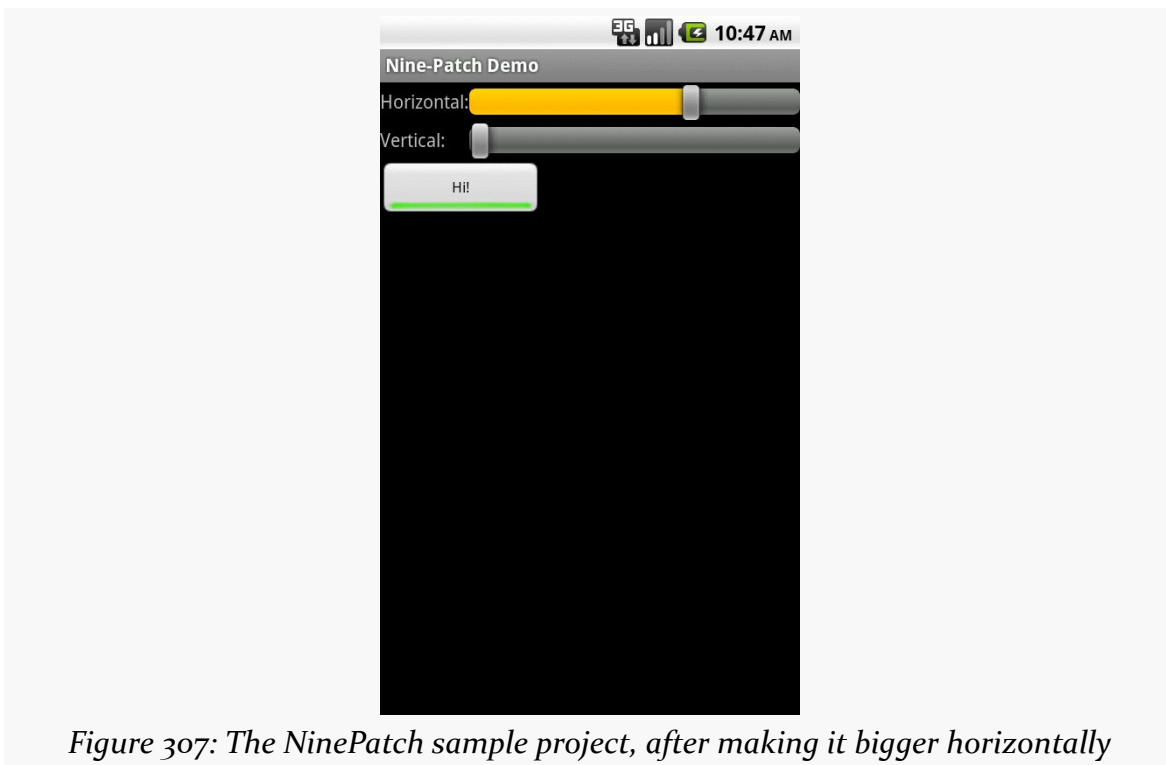 3G 10:47 AM
Nine-Patch Demo
Horizontal:
Vertical:
Hi!
Figure 307: The NinePatch sample project, after making it bigger horizontally